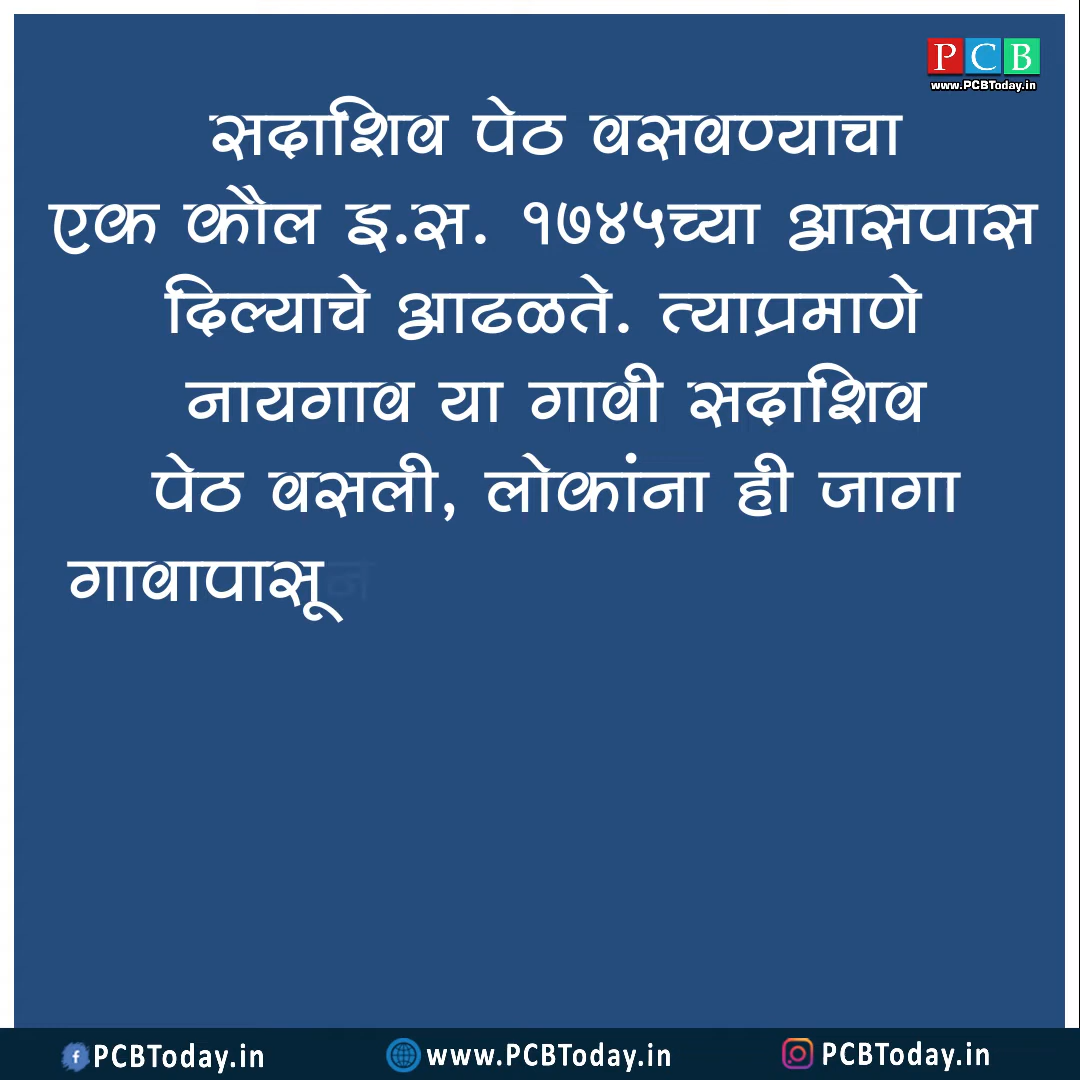 P C B
www.PCBToday.in
सदाशिव पेठ वसवण्याचा
एक कौल इ.स. १७४५च्या आसपास
दिल्याचे आढळते. त्याप्रमाणे
नायगाव या गावी सदाशिव
पेठ वसली, लोकांना ही जागा
गावापासून
PCBToday.in www.PCBToday.in PCBToday.in